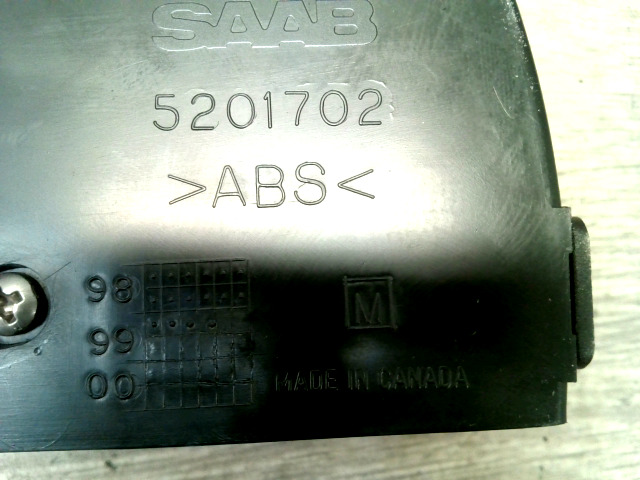 SAAB
5201702
>ABS<
98
M
99
00
MADE IN CANADA